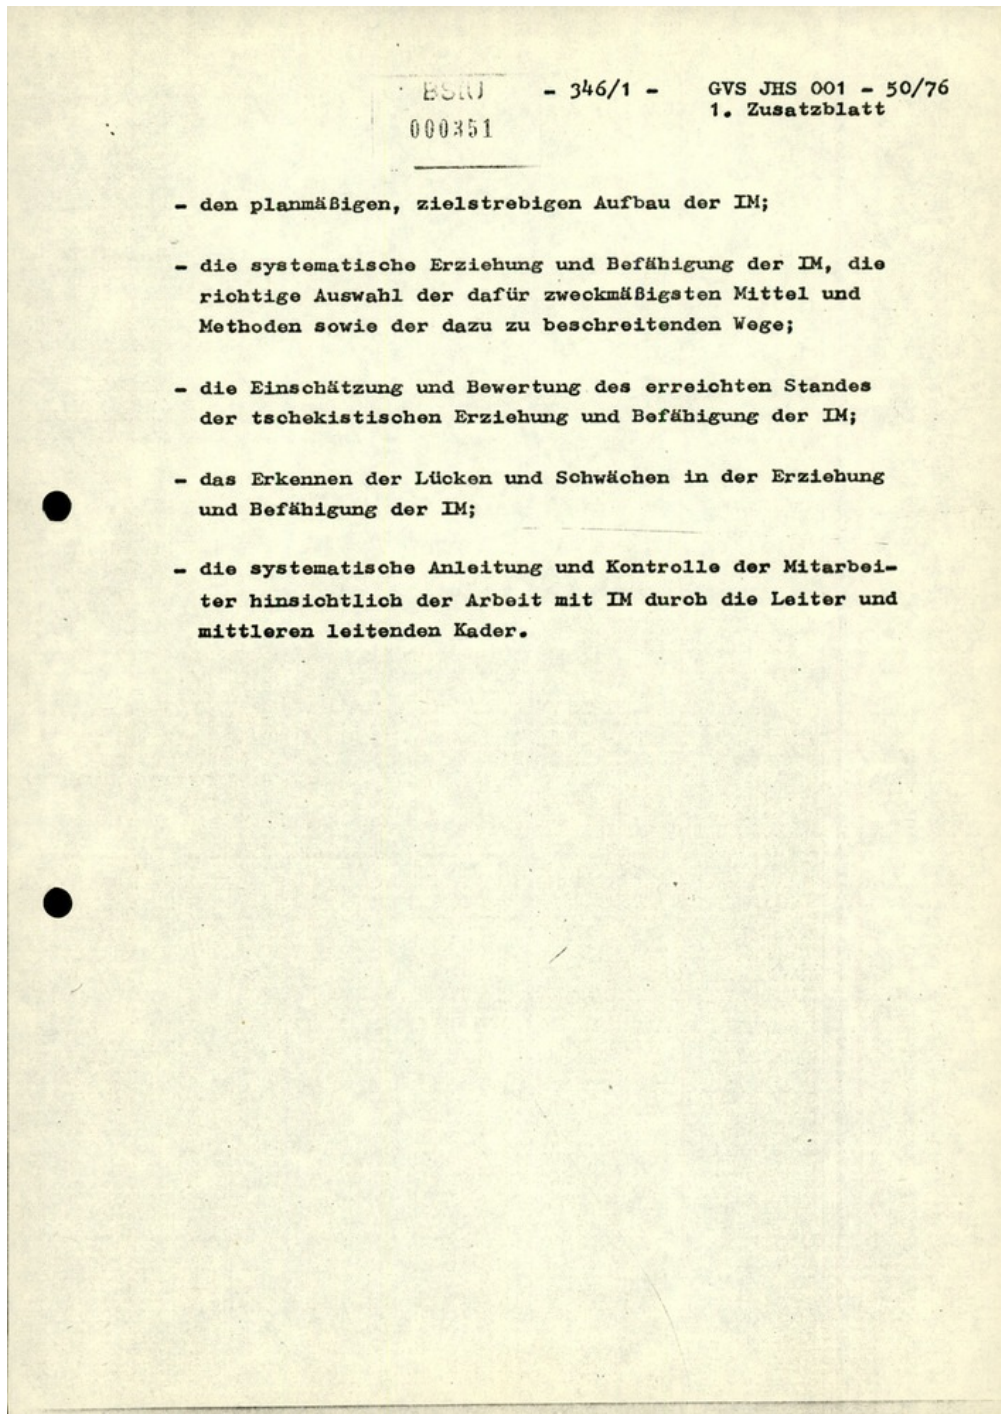 BStU - 346/1 - GVS JHS 001 - 50/76
1. Zusatzblatt
000351
- den planmäßigen, zielstrebigen Aufbau der IM;
- die systematische Erziehung und Befähigung der IM, die
richtige Auswahl der dafür zweckmäßigsten Mittel und
Methoden sowie der dazu zu beschreitenden Wege;
- die Einschätzung und Bewertung des erreichten Standes
der tschekistischen Erziehung und Befähigung der IM;
- das Erkennen der Lücken und Schwächen in der Erziehung
und Befähigung der IM;
- die systematische Anleitung und Kontrolle der Mitarbei-
ter hinsichtlich der Arbeit mit IM durch die Leiter und
mittleren leitenden Kader.